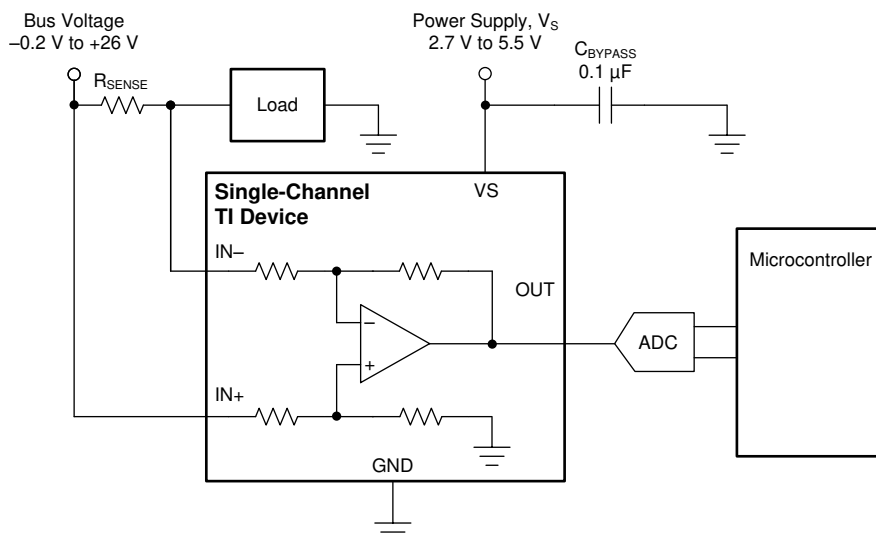 Bus Voltage
–0.2 V to +26 V
Power Supply, VS
2.7 V to 5.5 V
CBYPASS
0.1 µF
RSENSE
Load
Single-Channel
TI Device
VS
IN–
OUT
Microcontroller
–
+
ADC
IN+
GND